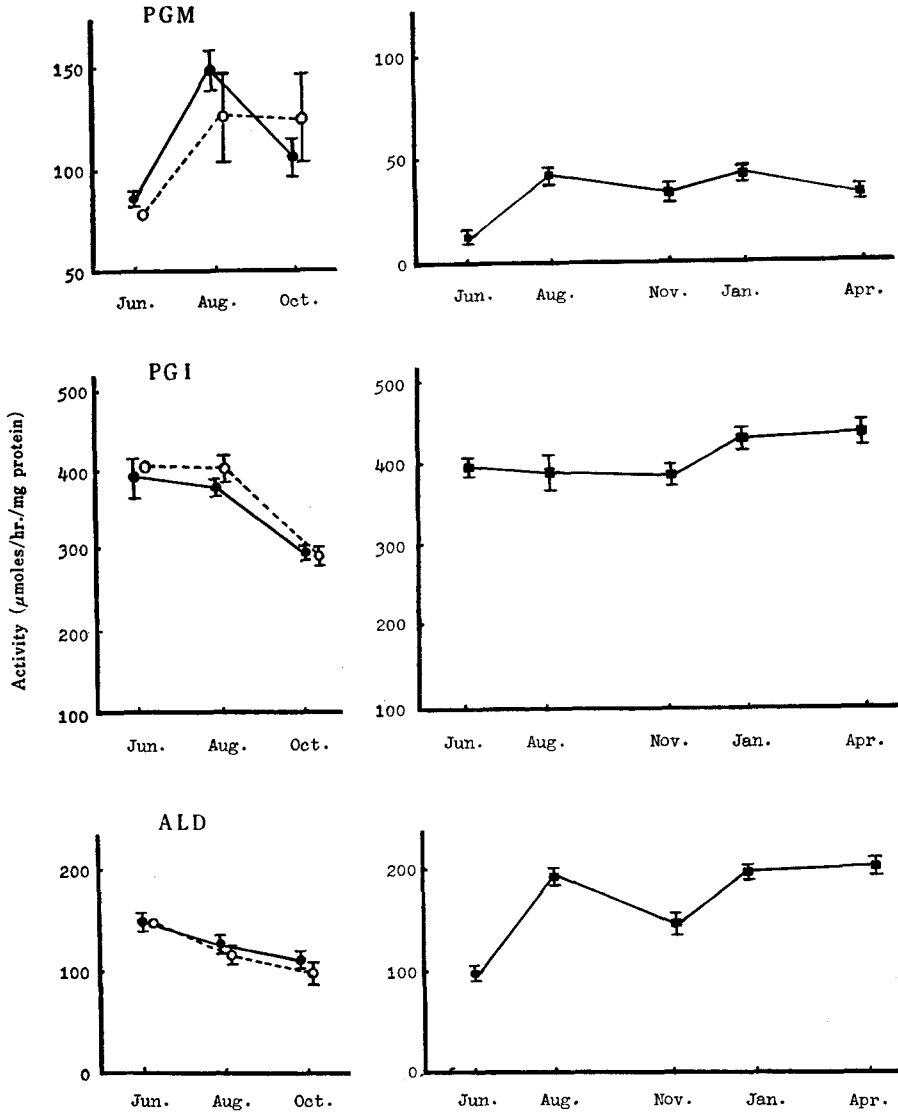 PGM
150
100
50
Jun. Aug. Oct.
100
50
0
Jun. Aug. Nov. Jan. Apr.
Activity (μmoles/hr./mg protein)
PGI
500
400
300
200
100
Jun. Aug. Oct.
500
400
300
200
100
Jun. Aug. Nov. Jan. Apr.
ALD
200
100
0
Jun. Aug. Oct.
200
100
0
Jun. Aug. Nov. Jan. Apr.